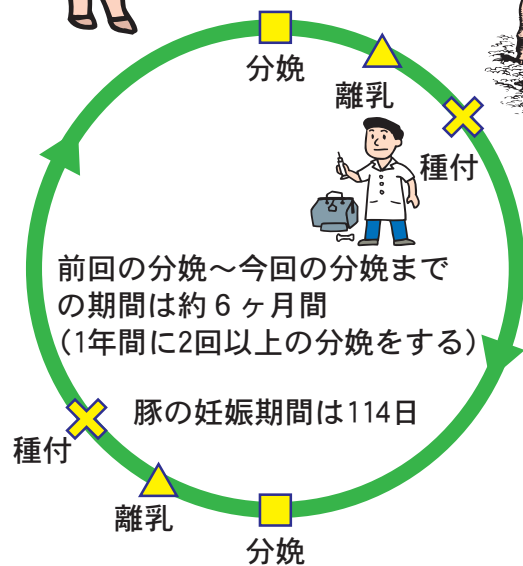 分娩
離乳
種付
前回の分娩～今回の分娩まで
の期間は約６ヶ月間
(1年間に2回以上の分娩をする)
豚の妊娠期間は114日
種付
離乳
分娩